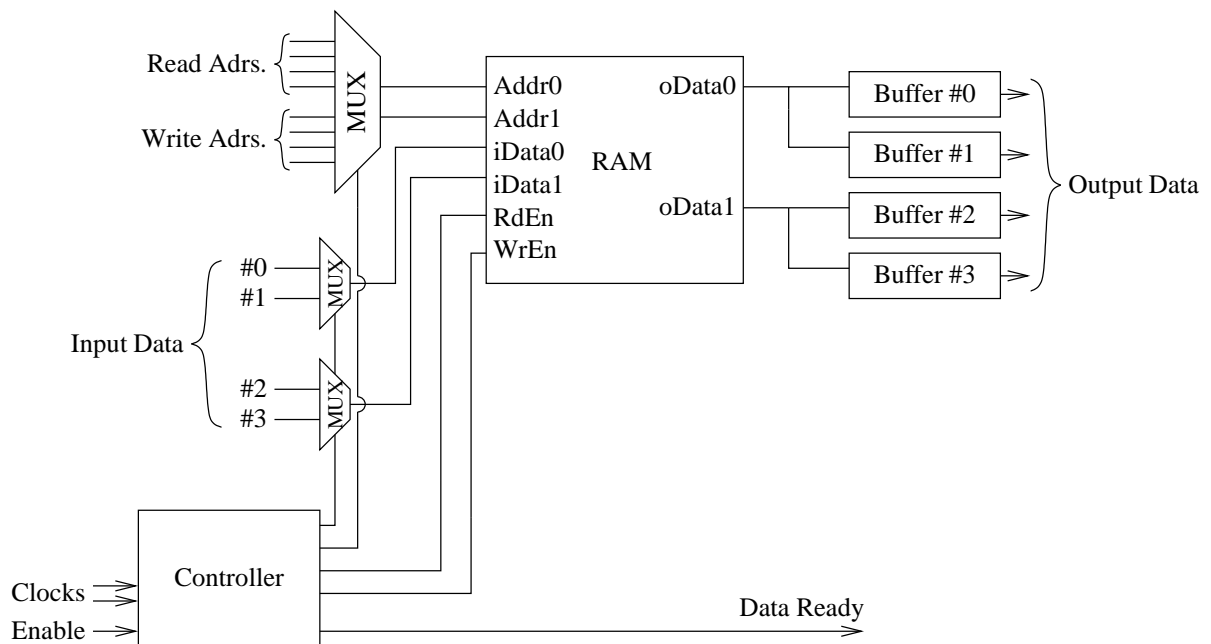 Read Adrs.
Write Adrs.
MUX
Addr0
Addr1
iData0
iData1
RdEn
WrEn
RAM
oData0
oData1
Buffer #0
Buffer #1
Buffer #2
Buffer #3
Output Data
Input Data
#0
#1
MUX
#2
#3
MUX
Controller
Clocks
Enable
Data Ready